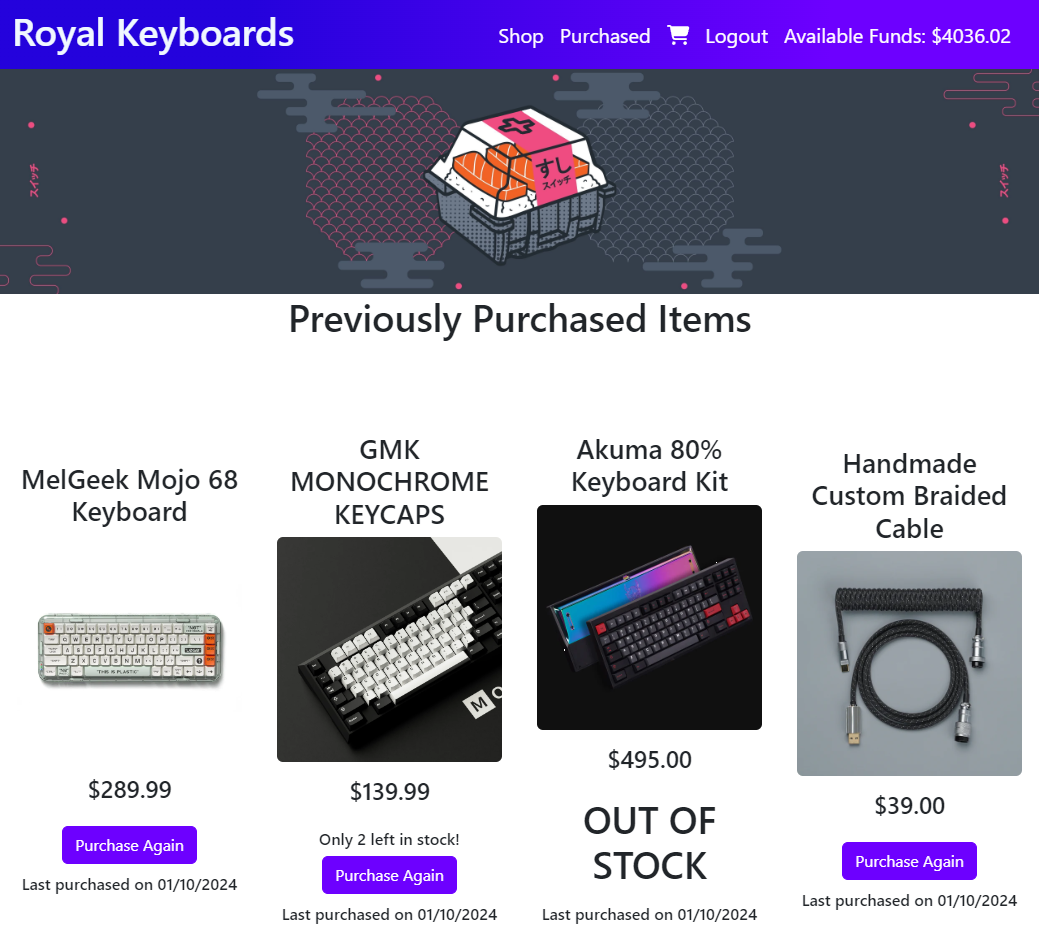 Royal Keyboards
Shop Purchased Logout Available Funds: $4036.02
スイッチ
すし
スイッチ
スイッチ
Previously Purchased Items
MelGeek Mojo 68
Keyboard
THIS IS PLASTIC
$289.99
Purchase Again
Last purchased on 01/10/2024
GMK
MONOCHROME
KEYCAPS
MO
$139.99
Only 2 left in stock!
Purchase Again
Last purchased on 01/10/2024
Akuma 80%
Keyboard Kit
$495.00
OUT OF
STOCK
Last purchased on 01/10/2024
Handmade
Custom Braided
Cable
$39.00
Purchase Again
Last purchased on 01/10/2024